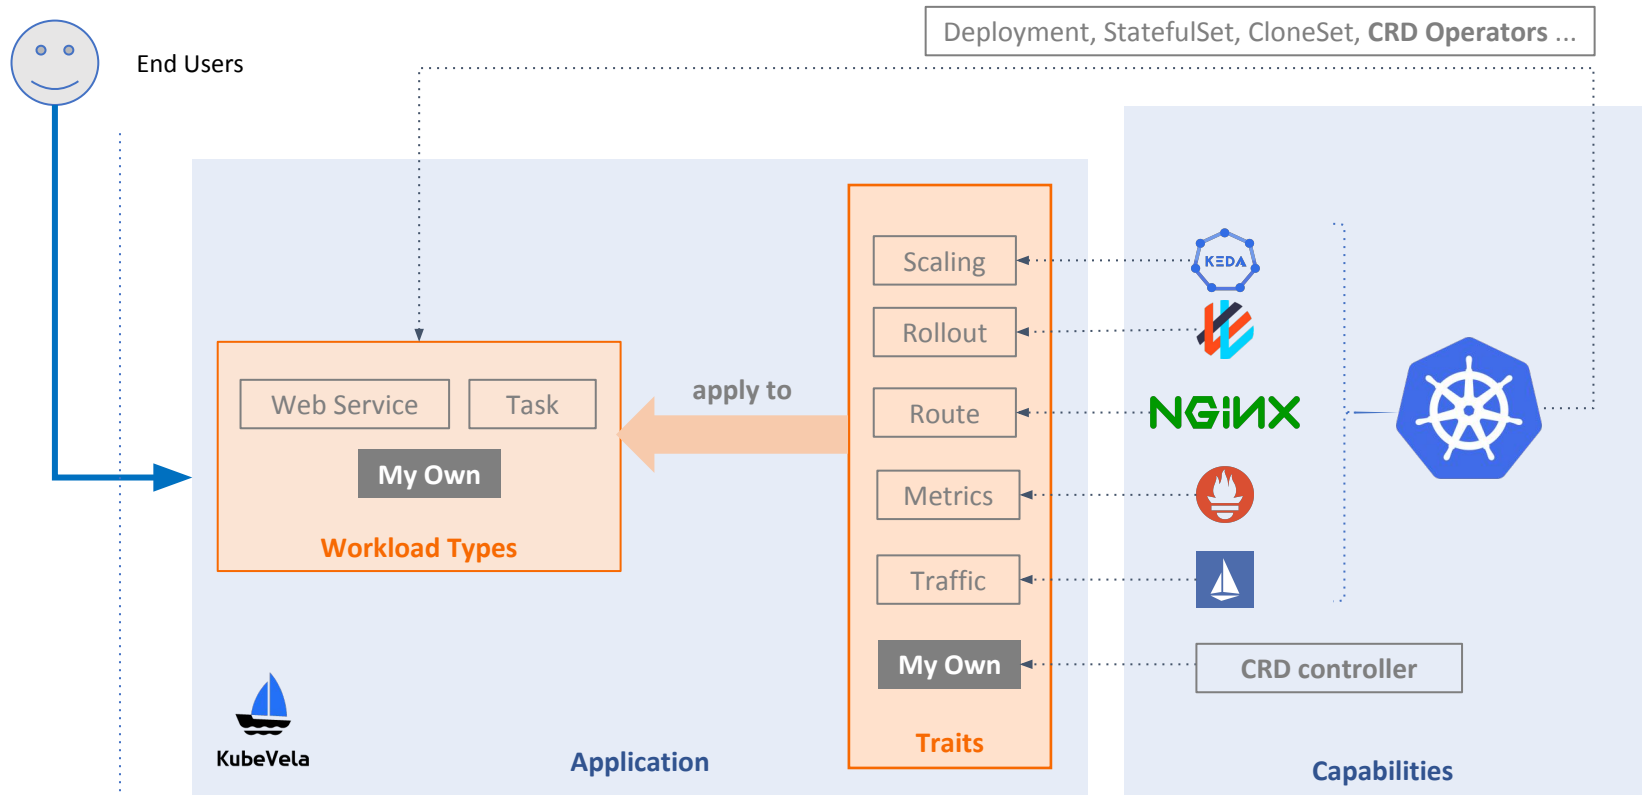 Deployment, StatefulSet, CloneSet, CRD Operators ...
End Users
Scaling
KEDA
Rollout
apply to
Web Service
Task
Route
NGINX
My Own
Metrics
Workload Types
Traffic
My Own
CRD controller
KubeVela
Application
Traits
Capabilities